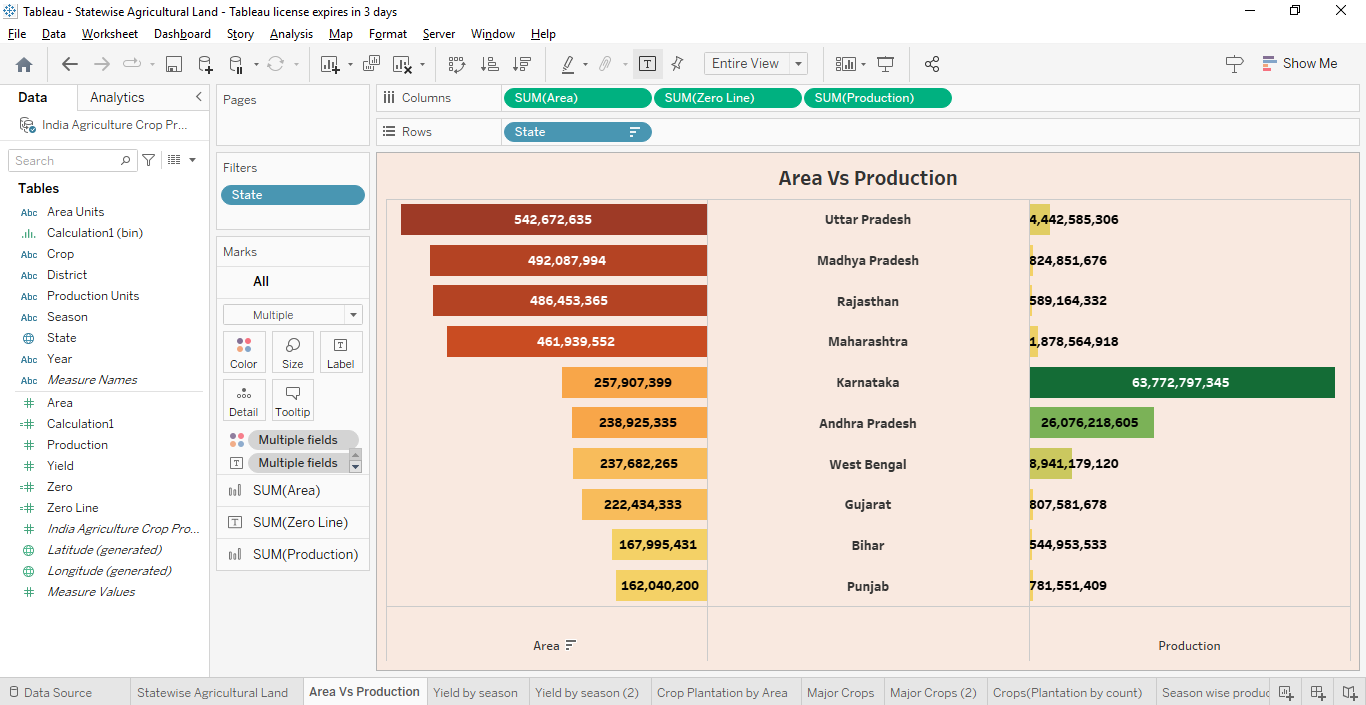 Tableau - Statewise Agricultural Land - Tableau license expires in 3 days
File Data Worksheet Dashboard Story Analysis Map Format Server Window Help
Entire View
Show Me
Data Analytics
India Agriculture Crop Pr...
Search
Tables
Abc Area Units
Calculation1 (bin)
Abc Crop
Abc District
Abc Production Units
Abc Season
State
Abc Year
Abc Measure Names
Area
Calculation1
Production
Yield
Zero
Zero Line
India Agriculture Crop Pro...
Latitude (generated)
Longitude (generated)
Measure Values
Pages
Filters
State
Marks
All
Multiple
Color Size Label
Detail Tooltip
Multiple fields
Multiple fields
SUM(Area)
SUM(Zero Line)
SUM(Production)
Columns SUM(Area) SUM(Zero Line) SUM(Production)
Rows State
Area Vs Production
542,672,635 Uttar Pradesh 4,442,585,306
492,087,994 Madhya Pradesh 824,851,676
486,453,365 Rajasthan 589,164,332
461,939,552 Maharashtra 1,878,564,918
257,907,399 Karnataka 63,772,797,345
238,925,335 Andhra Pradesh 26,076,218,605
237,682,265 West Bengal 8,941,179,120
222,434,333 Gujarat 807,581,678
167,995,431 Bihar 544,953,533
162,040,200 Punjab 781,551,409
Area Production
Data Source Statewise Agricultural Land Area Vs Production Yield by season Yield by season (2) Crop Plantation by Area Major Crops Major Crops (2) Crops(Plantation by count) Season wise produc